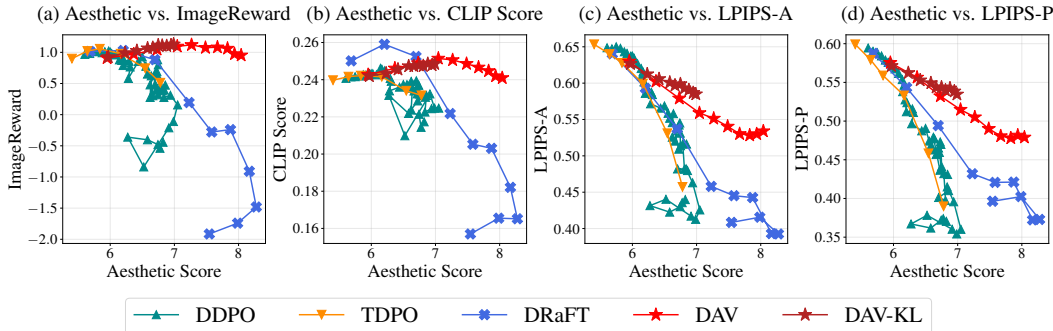 (a) Aesthetic vs. ImageReward
(b) Aesthetic vs. CLIP Score
(c) Aesthetic vs. LPIPS-A
(d) Aesthetic vs. LPIPS-P
ImageReward
1.0
0.5
0.0
−0.5
−1.0
−1.5
−2.0
6 7 8
Aesthetic Score
CLIP Score
0.26
0.24
0.22
0.20
0.18
0.16
6 7 8
Aesthetic Score
LPIPS-A
0.65
0.60
0.55
0.50
0.45
0.40
6 7 8
Aesthetic Score
LPIPS-P
0.60
0.55
0.50
0.45
0.40
0.35
6 7 8
Aesthetic Score
DDPO TDPO DRaFT DAV DAV-KL